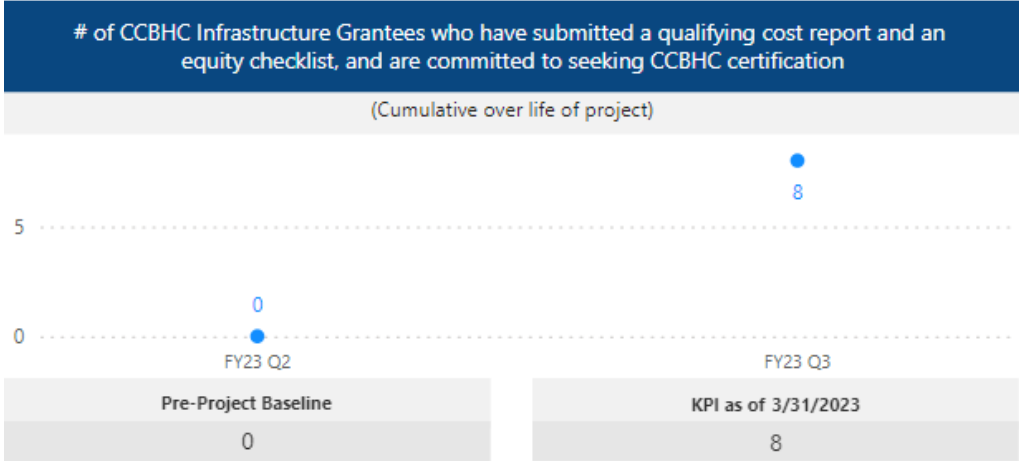 # of CCBHC Infrastructure Grantees who have submitted a qualifying cost report and an
equity checklist, and are committed to seeking CCBHC certification
(Cumulative over life of project)
8
5
0
0
FY23 Q2
FY23 Q3
Pre-Project Baseline
KPI as of 3/31/2023
0
8